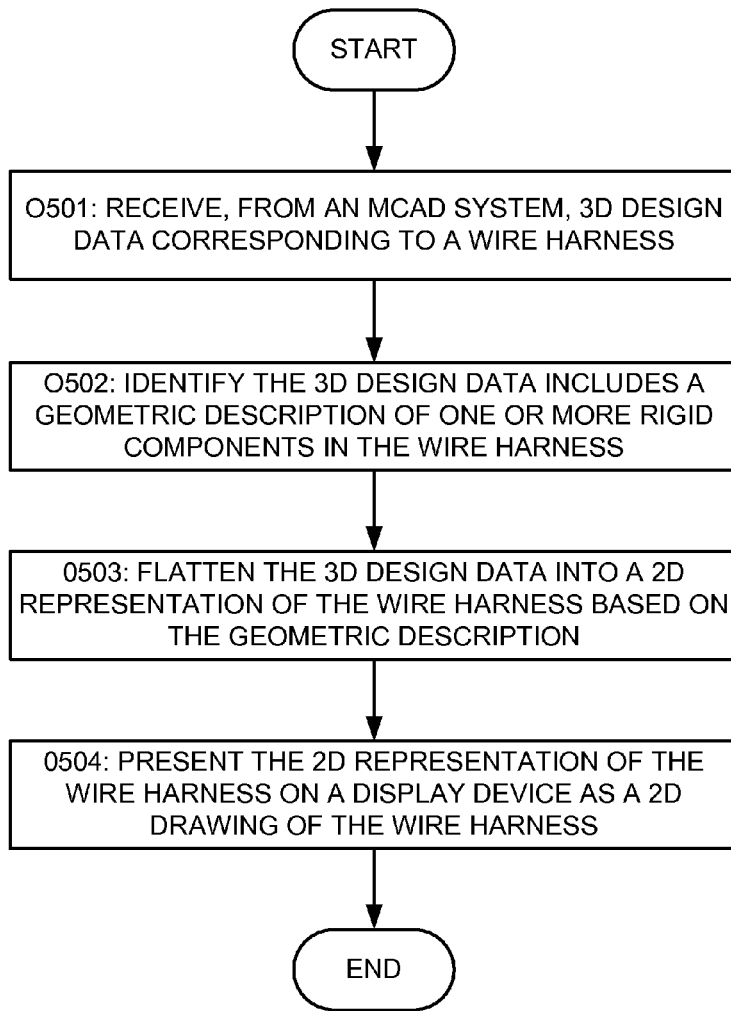 START
O501: RECEIVE, FROM AN MCAD SYSTEM, 3D DESIGN
DATA CORRESPONDING TO A WIRE HARNESS
O502: IDENTIFY THE 3D DESIGN DATA INCLUDES A
GEOMETRIC DESCRIPTION OF ONE OR MORE RIGID
COMPONENTS IN THE WIRE HARNESS
0503: FLATTEN THE 3D DESIGN DATA INTO A 2D
REPRESENTATION OF THE WIRE HARNESS BASED ON
THE GEOMETRIC DESCRIPTION
0504: PRESENT THE 2D REPRESENTATION OF THE
WIRE HARNESS ON A DISPLAY DEVICE AS A 2D
DRAWING OF THE WIRE HARNESS
END